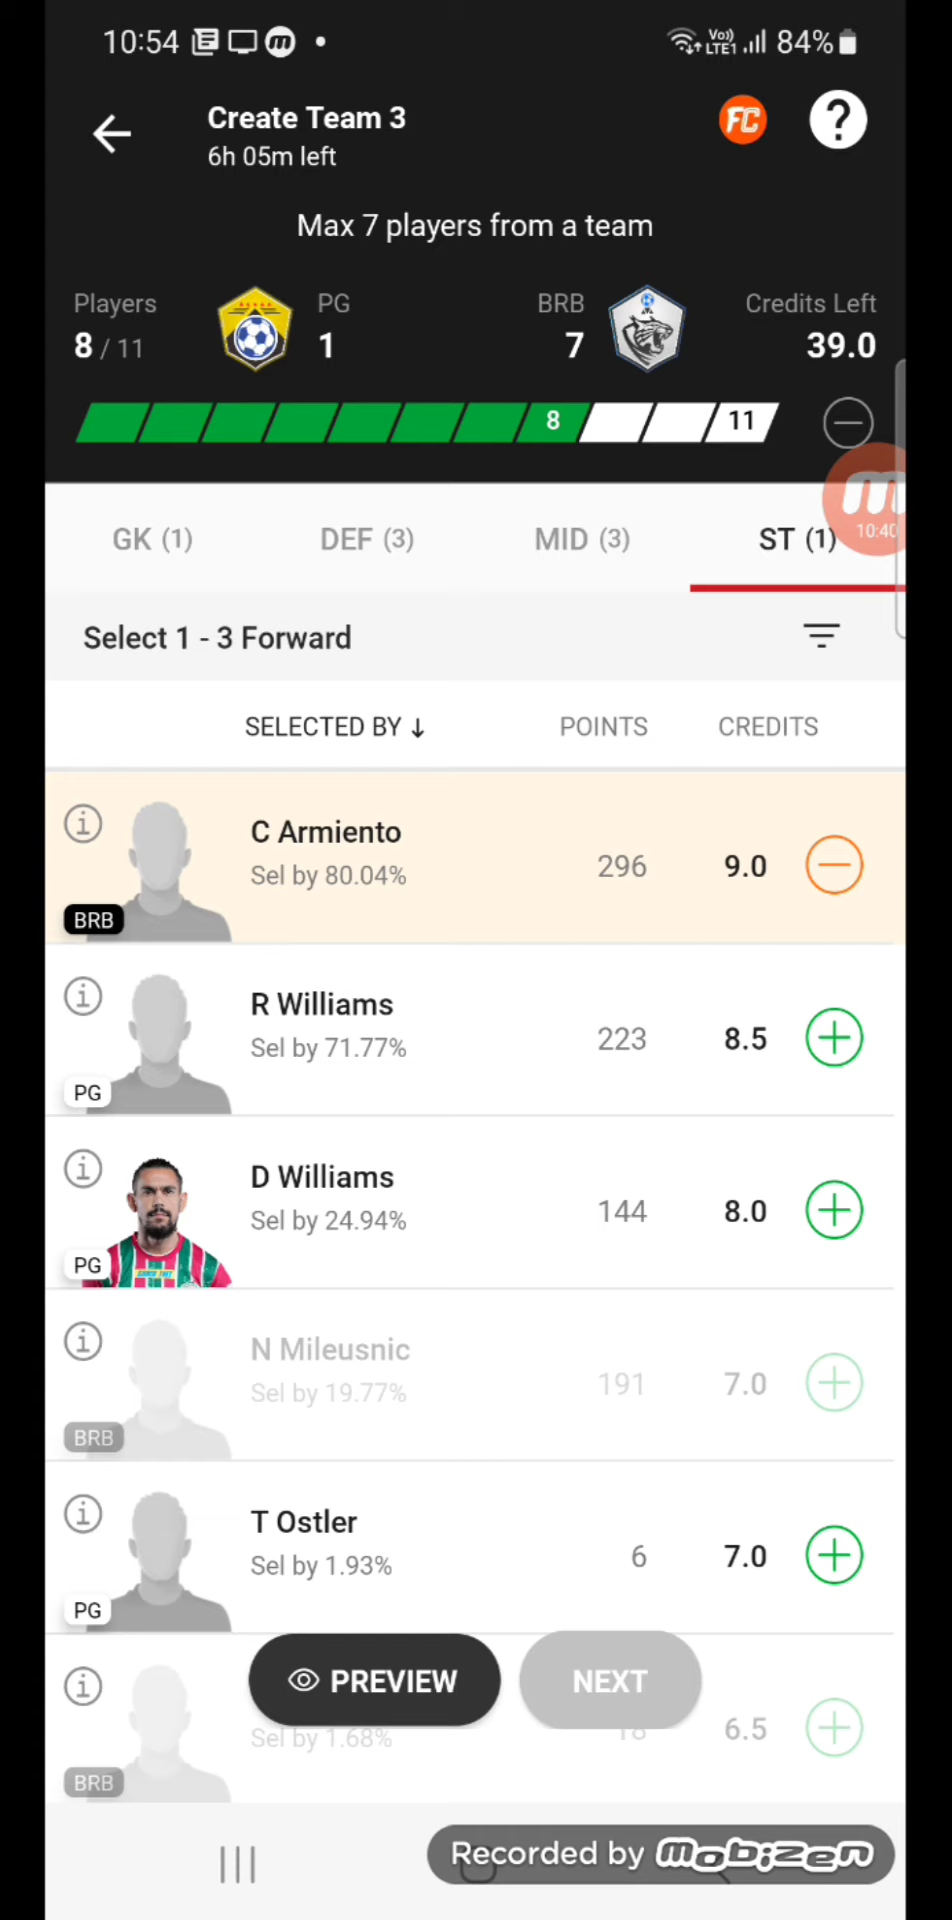 10:54 84%
Vo)) LTE1
Create Team 3
6h 05m left
FC
?
Max 7 players from a team
Players PG BRB Credits Left
8 / 11 1 7 39.0
8 11
10:40
GK (1) DEF (3) MID (3) ST (1)
Select 1 - 3 Forward
SELECTED BY ↓ POINTS CREDITS
C Armiento
Sel by 80.04% 296 9.0
BRB
R Williams
Sel by 71.77% 223 8.5
PG
D Williams
Sel by 24.94% 144 8.0
PG
N Mileusnic
Sel by 19.77% 191 7.0
BRB
T Ostler
Sel by 1.93% 6 7.0
PG
PREVIEW NEXT
Sel by 1.68% 18 6.5
BRB
Recorded by mobizen